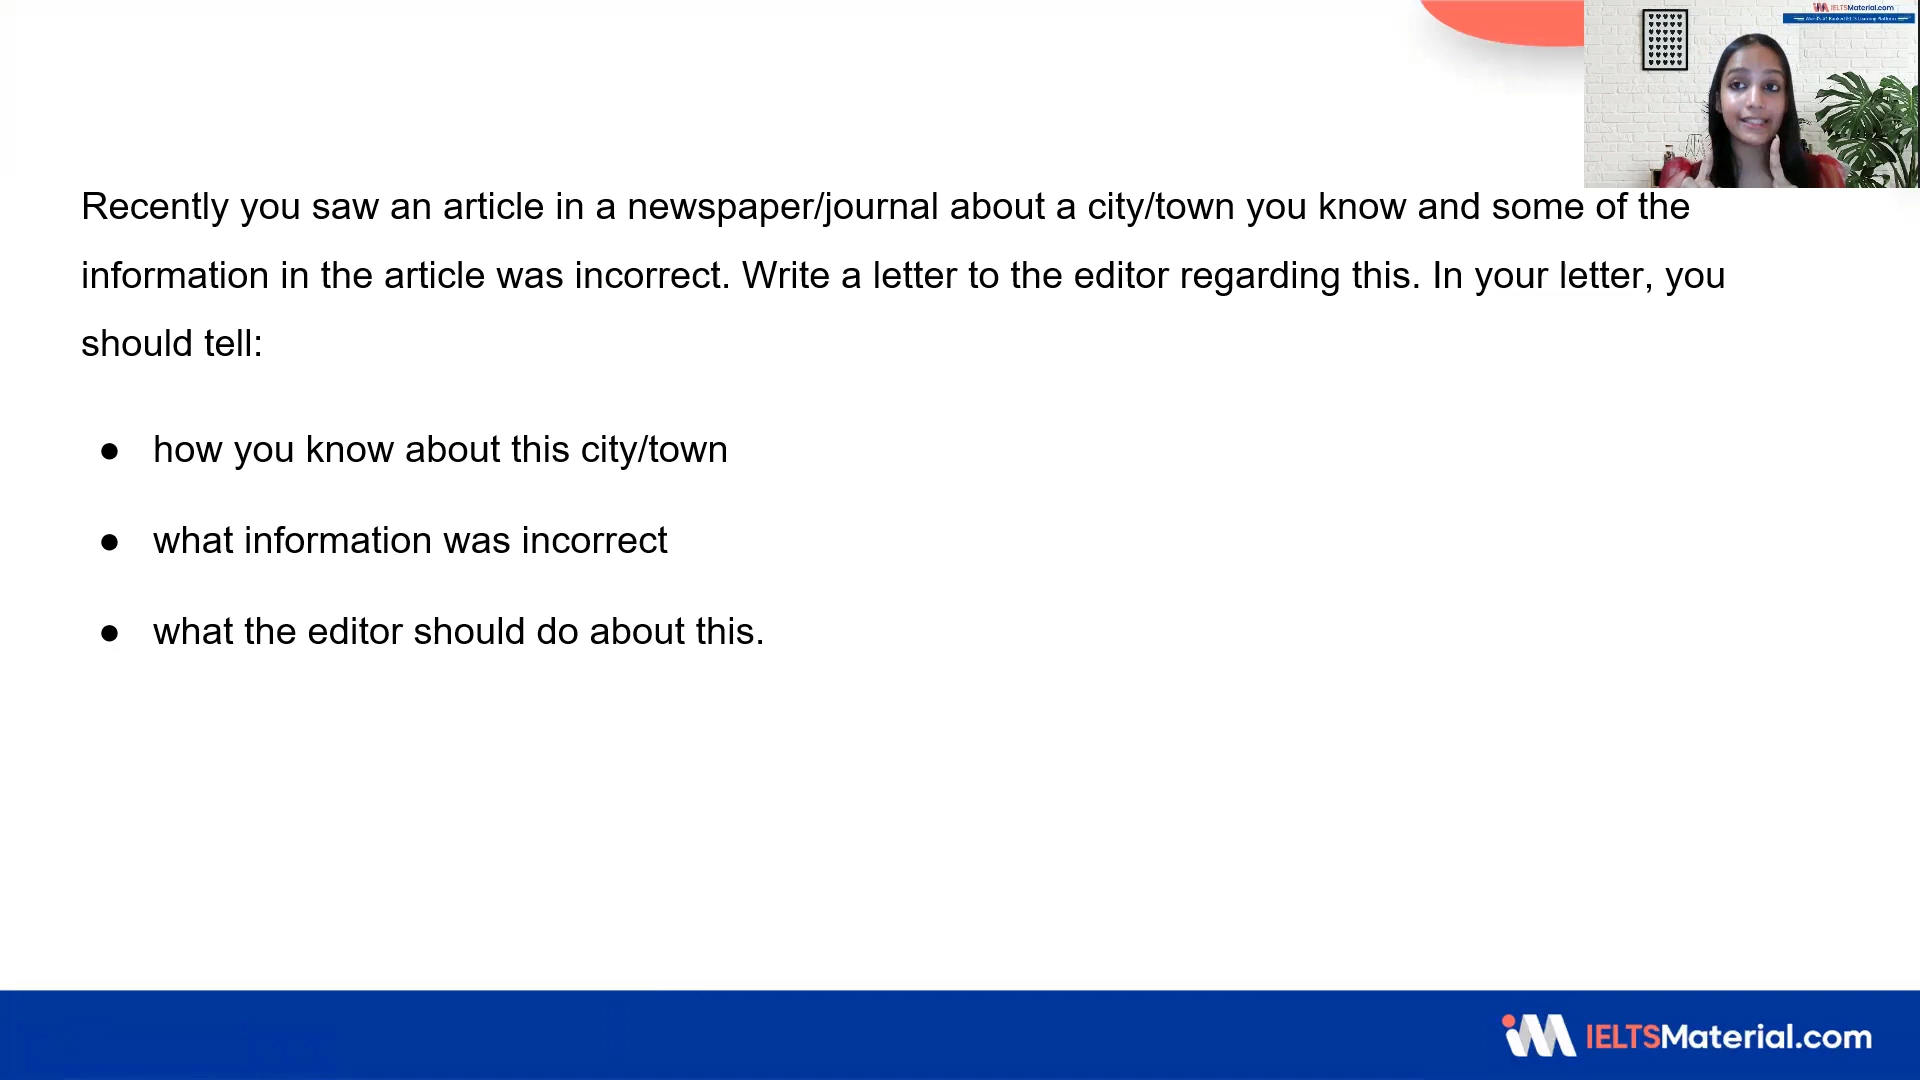 IELTSMaterial.com
Recently you saw an article in a newspaper/journal about a city/town you know and some of the
information in the article was incorrect. Write a letter to the editor regarding this. In your letter, you
should tell:
● how you know about this city/town
● what information was incorrect
● what the editor should do about this.
IELTSMaterial.com